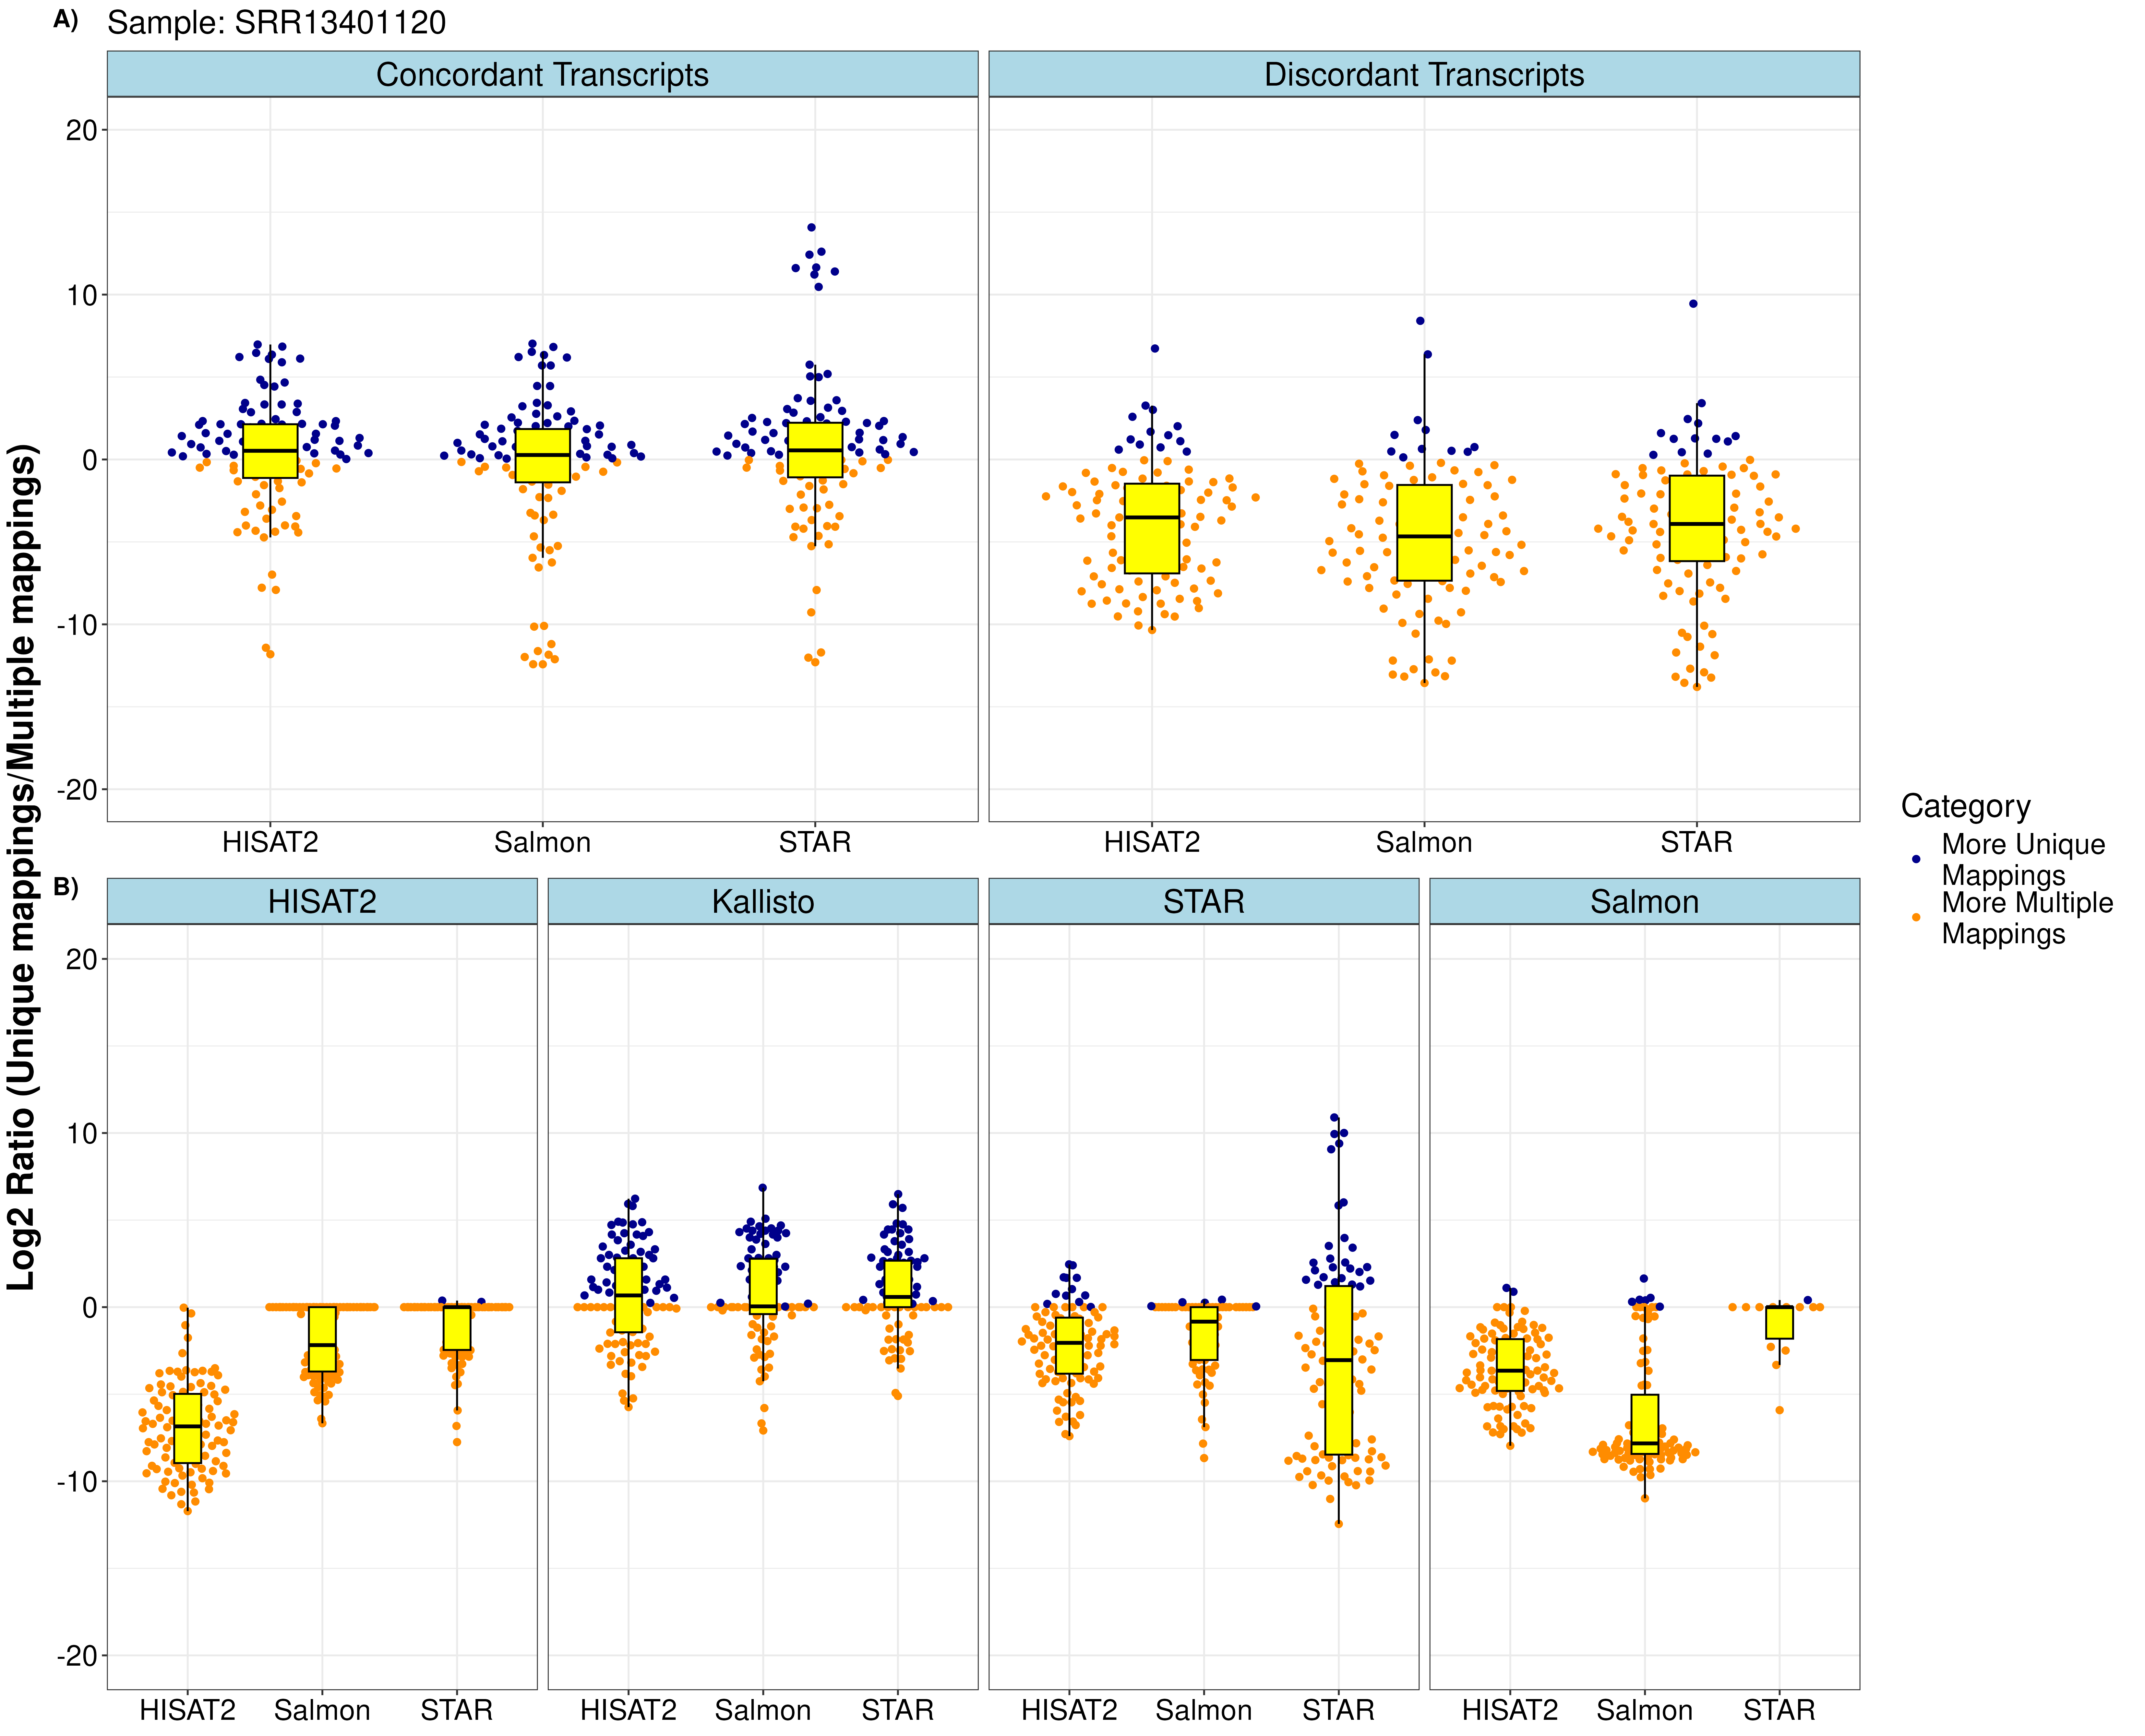 A) Sample: SRR13401120
Concordant Transcripts
Discordant Transcripts
20
10
0
-10
-20
HISAT2 Salmon STAR
HISAT2 Salmon STAR
Log2 Ratio (Unique mappings/Multiple mappings)
B)
HISAT2
Kallisto
STAR
Salmon
20
10
0
-10
-20
HISAT2 Salmon STAR
HISAT2 Salmon STAR
HISAT2 Salmon STAR
HISAT2 Salmon STAR
Category
More Unique
Mappings
More Multiple
Mappings